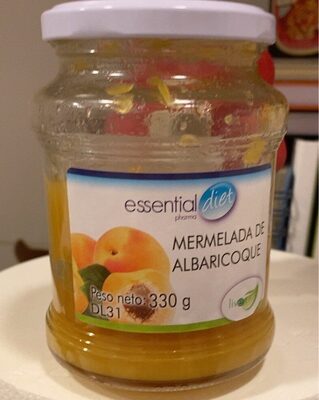 essential diet
pharma
MERMELADA DE
ALBARICOQUE
Peso neto: 330 g
DL31